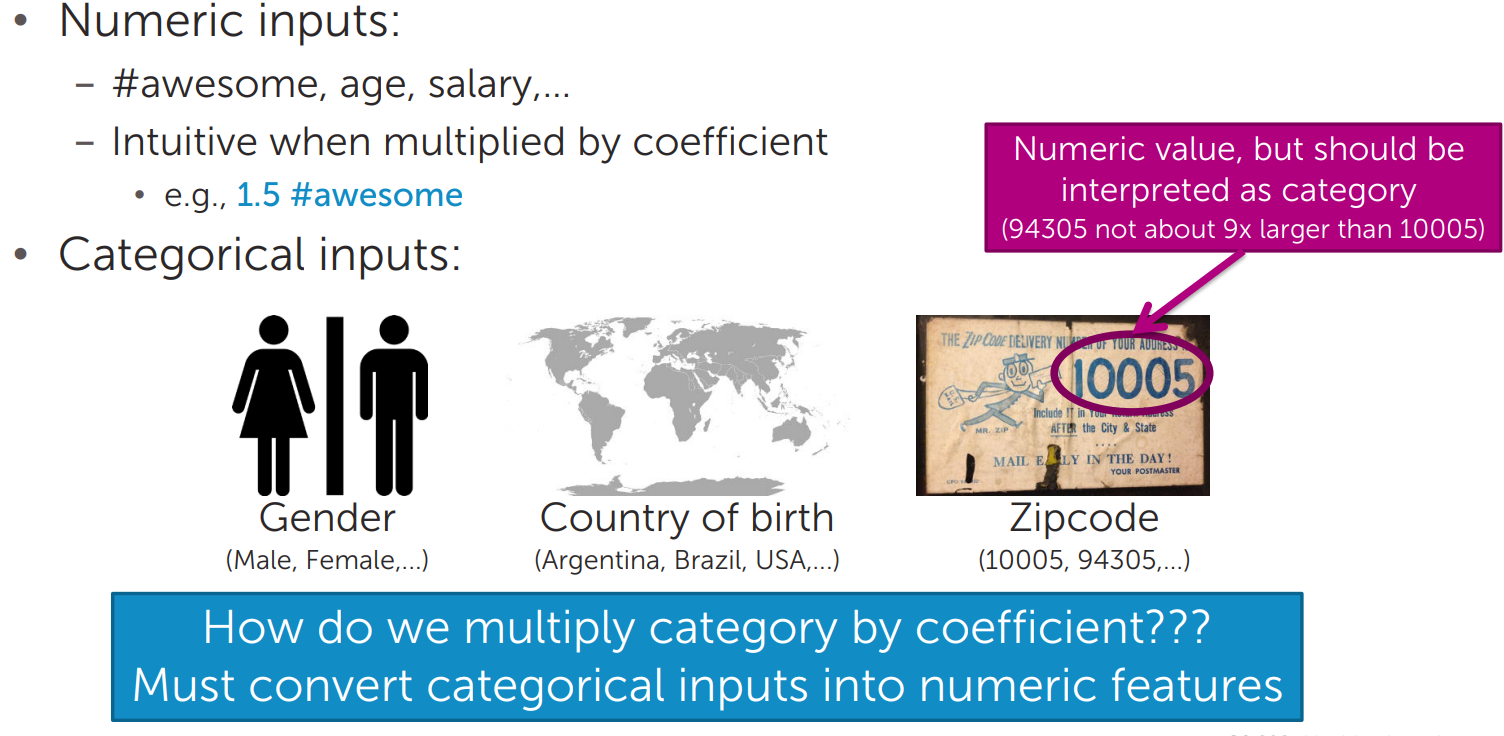 • Numeric inputs:
– #awesome, age, salary,...
– Intuitive when multiplied by coefficient
• e.g., 1.5 #awesome
Numeric value, but should be
interpreted as category
(94305 not about 9x larger than 10005)
• Categorical inputs:
THE ZIP CODE DELIVERY OF YOUR ADDRESS
10005
Include IT in
AFTER the City & State
MR. ZIP
MAIL IN THE DAY!
YOUR POSTMASTER
Gender
(Male, Female,...)
Country of birth
(Argentina, Brazil, USA,...)
Zipcode
(10005, 94305,...)
How do we multiply category by coefficient???
Must convert categorical inputs into numeric features